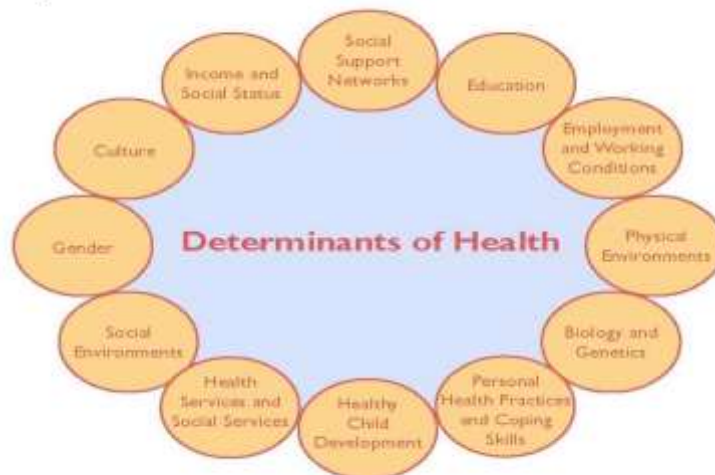 Social
Support
Networks
Education
Employment
and Working
Conditions
Physical
Environments
Biology and
Genetics
Personal
Health Practices
and Coping
Skills
Healthy
Child
Development
Health
Services and
Social Services
Social
Environments
Gender
Culture
Income and
Social Status
Determinants of Health